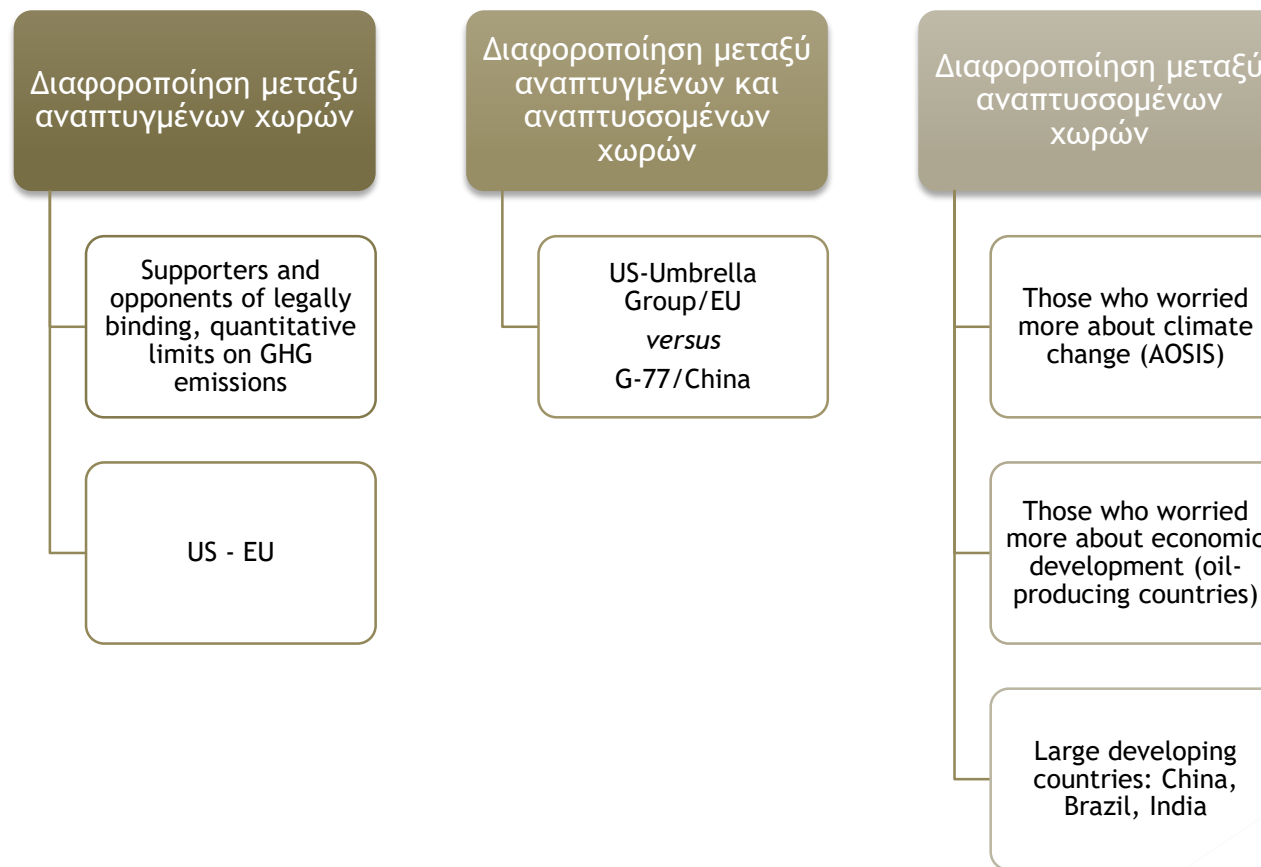 Διαφοροποίηση μεταξύ
αναπτυγμένων χωρών
Supporters and
opponents of legally
binding, quantitative
limits on GHG
emissions
US - EU
Διαφοροποίηση μεταξύ
αναπτυγμένων και
αναπτυσσομένων
χωρών
US-Umbrella
Group/EU
versus
G-77/China
Διαφοροποίηση μεταξύ
αναπτυσσομένων
χωρών
Those who worried
more about climate
change (AOSIS)
Those who worried
more about economic
development (oil-
producing countries)
Large developing
countries: China,
Brazil, India